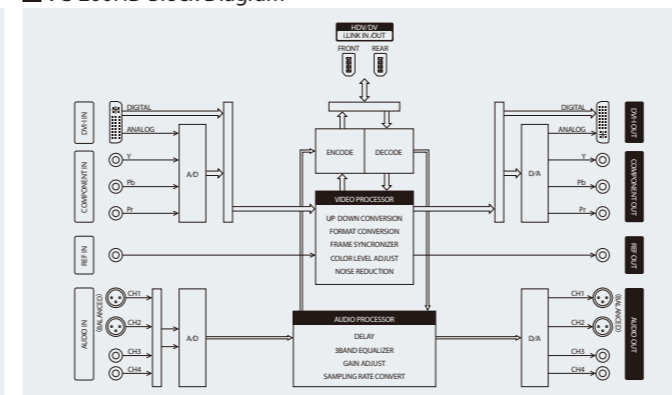 HDV/DV
i.LINK IN /OUT
FRONT REAR
DVI-I IN
DIGITAL
ANALOG
COMPONENT IN
Y
Pb
Pr
A/D
REF IN
AUDIO IN
(BALANCED)
CH1
CH2
CH3
CH4
A/D
ENCODE DECODE
VIDEO PROCESSOR
UP DOWN CONVERSION
FORMAT CONVERSION
FRAME SYNCRONIZER
COLOR LEVEL ADJUST
NOISE REDUCTION
AUDIO PROCESSOR
DELAY
3BAND EQUALIZER
GAIN ADJUST
SAMPLING RATE CONVERT
DIGITAL
ANALOG
DVI-I OUT
D/A
Y
Pb
Pr
COMPONENT OUT
REF OUT
D/A
CH1
CH2
CH3
CH4
(BALANCED)
AUDIO OUT